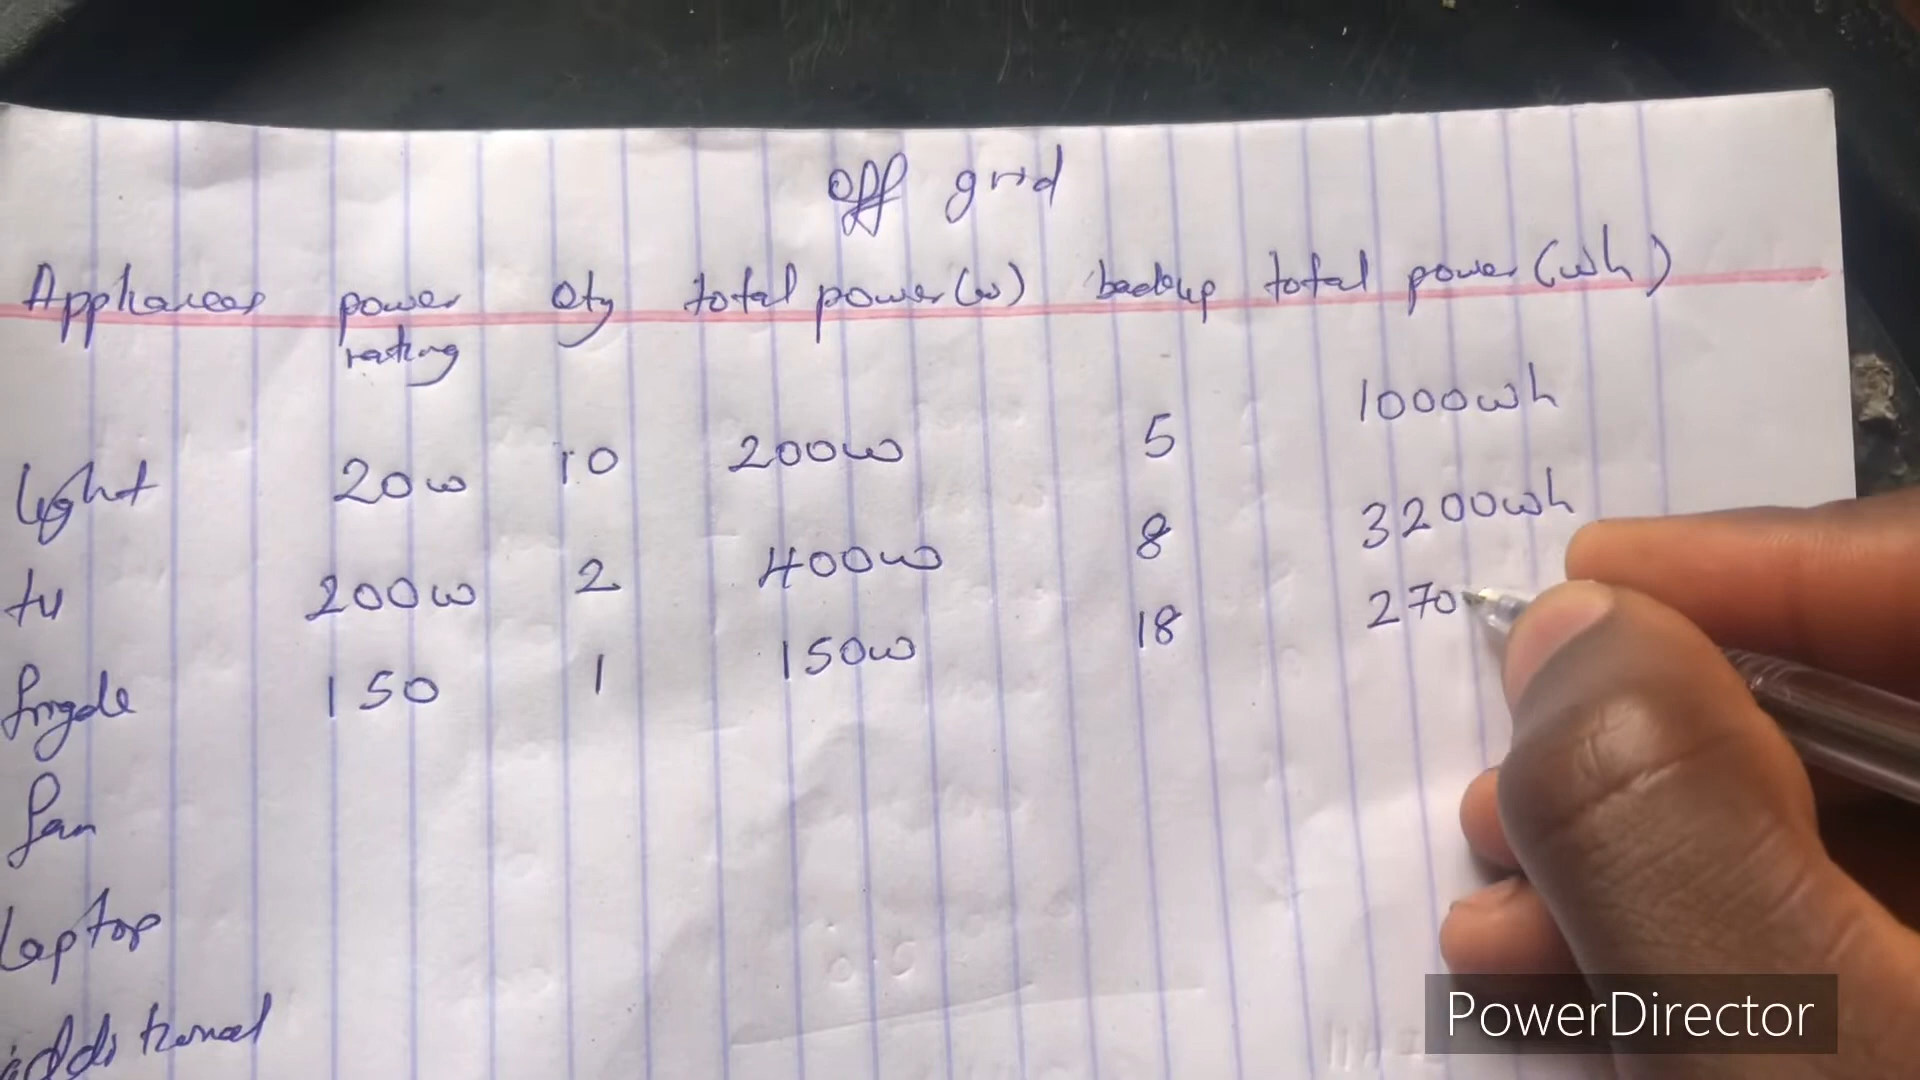 Off grid
Appliances power rating Qty total power (w) backup total power (wh)
light 20w 10 200w 5 1000wh
tv 200w 2 400w 8 3200wh
frigde 150 1 150w 18 270
fan
laptop
additional
PowerDirector